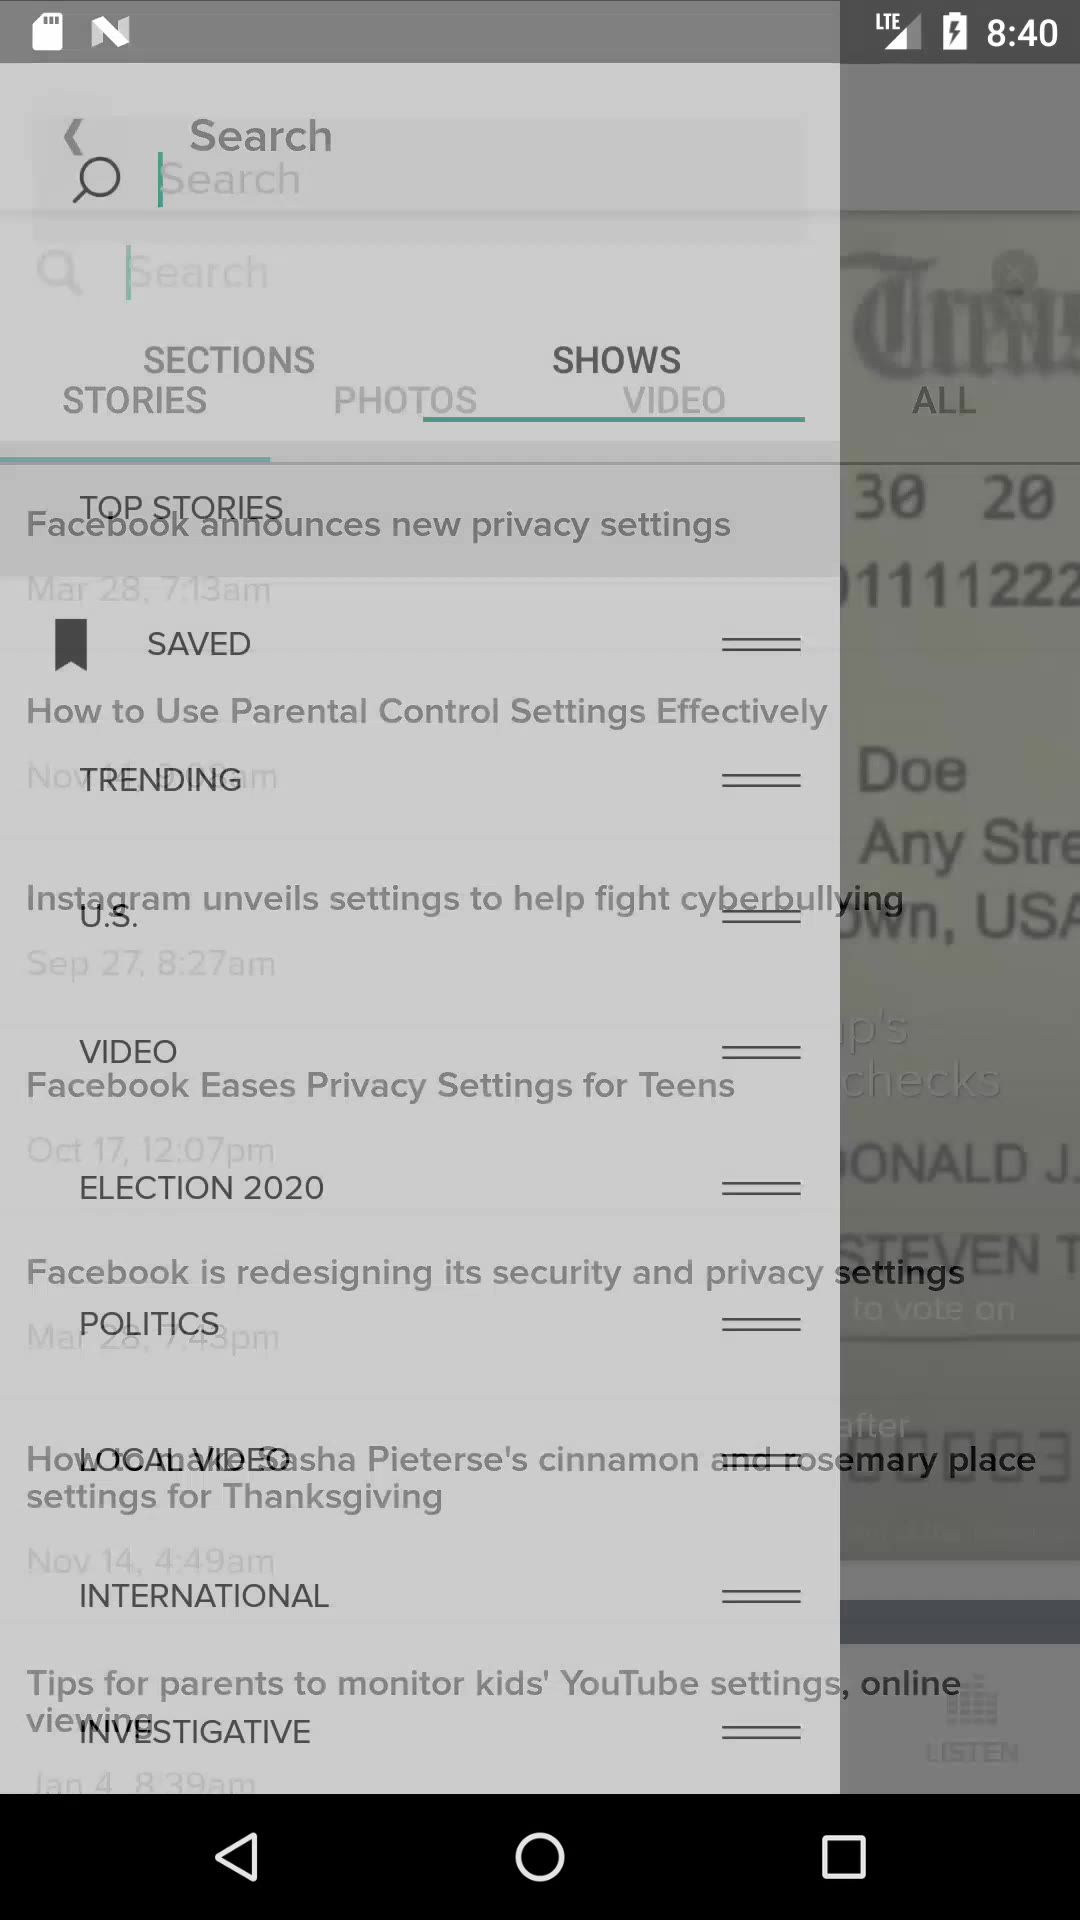 LTE 8:40
Search
Search
Search
SECTIONS SHOWS
STORIES PHOTOS VIDEO ALL
30 20
TOP STORIES
Facebook announces new privacy settings
Mar 28, 7:13am
SAVED
How to Use Parental Control Settings Effectively
Nov 14, 9:08am
TRENDING
Doe
Any Stre
Instagram unveils settings to help fight cyberbullying
U.S.
own, USA
Sep 27, 8:27am
VIDEO
Facebook Eases Privacy Settings for Teens
checks
Oct 17, 12:07pm
DONALD J.
ELECTION 2020
STEVEN T
Facebook is redesigning its security and privacy settings
to vote on
POLITICS
Mar 28, 7:43pm
after
LOCAL VIDEO
How to make Sasha Pieterse's cinnamon and rosemary place
settings for Thanksgiving
Nov 14, 4:49am
INTERNATIONAL
Tips for parents to monitor kids' YouTube settings, online
viewing
INVESTIGATIVE
LISTEN
Jan 4, 8:39am